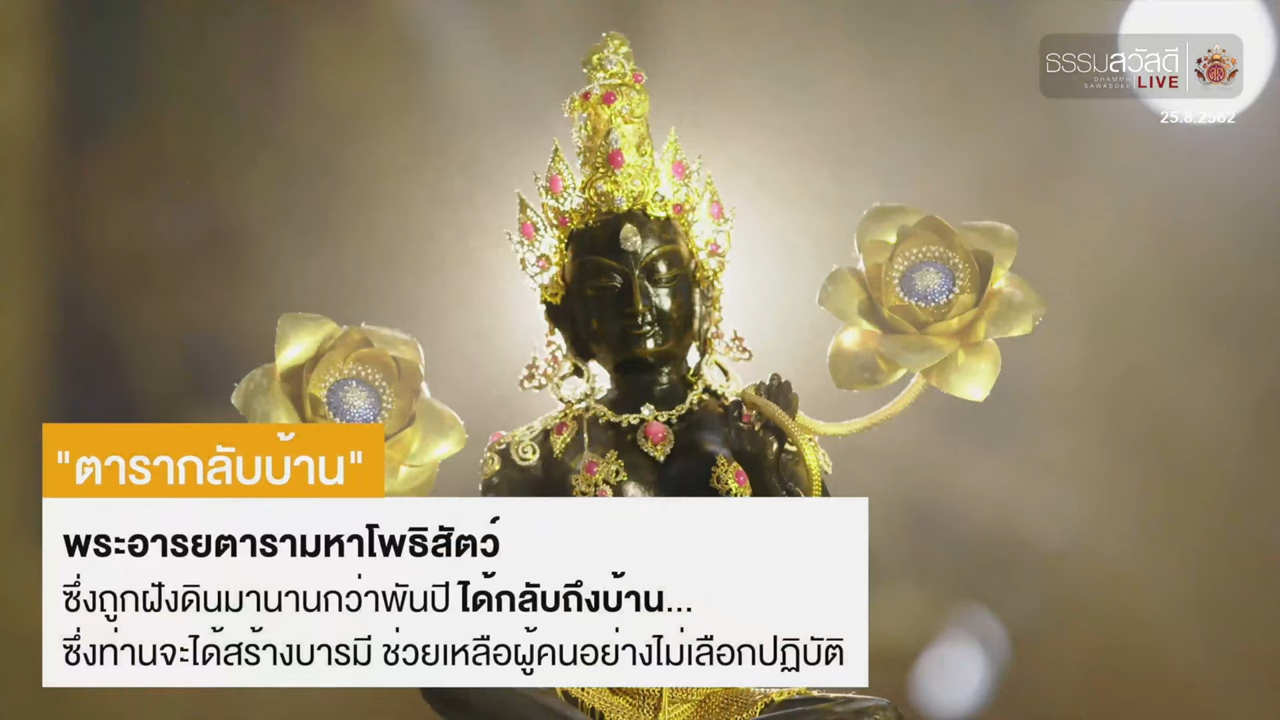 ธรรมสวัสดี
DHAMMA
SAWASDEE LIVE
25.8.2562
"ตารากลับบ้าน"
พระอารยตารามหาโพธิสัตว์
ซึ่งถูกฝังดินมานานกว่าพันปี ได้กลับถึงบ้าน...
ซึ่งท่านจะได้สร้างบารมี ช่วยเหลือผู้คนอย่างไม่เลือกปฏิบัติ